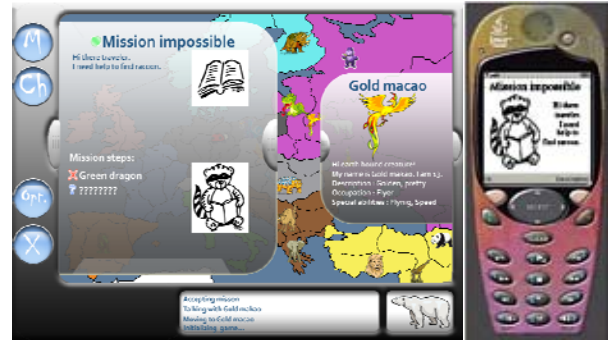 M
Ch
Opt.
X
Mission impossible
Hi there traveler.
I need help to find racoon.
Mission steps:
Green dragon
????????
Gold macao
Hi earth bound creature!
My name is Gold makao. I am 13.
Description : Golden, pretty
Occupation : Flyer
Special abilities : Flying, Speed
Accepting mission
Talking with Gold makao
Moving to Gold macao
Initializing game...
Mission impossible
Hi there
traveler.
I need
help to
find racoon.